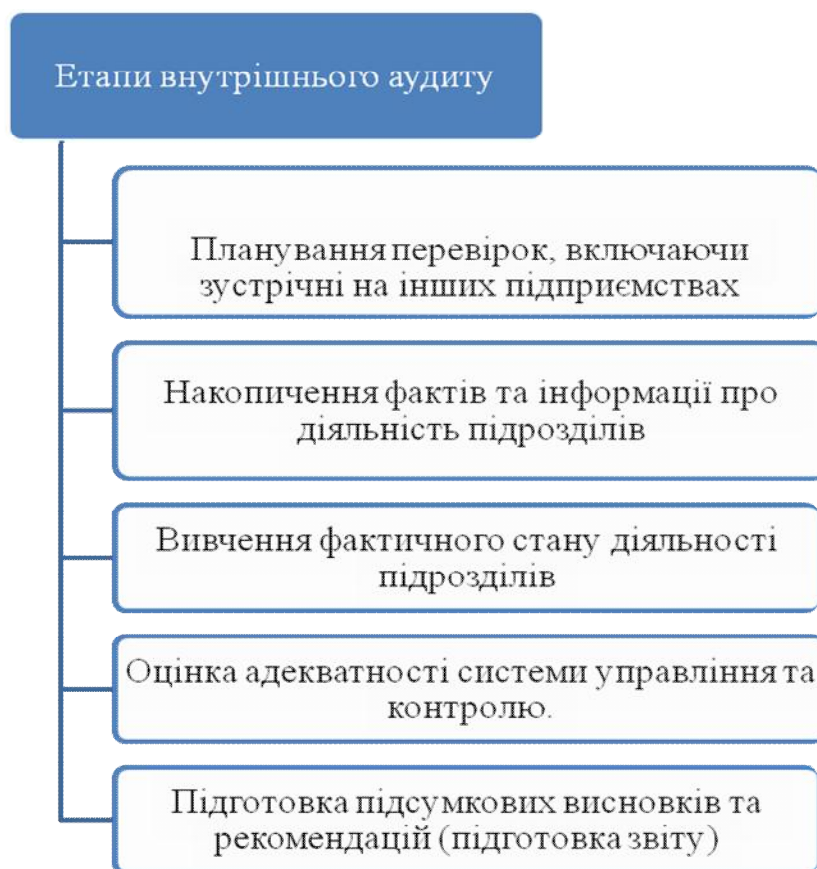 Етапи внутрішнього аудиту
Планування перевірок, включаючи
зустрічні на інших підприємствах
Накопичення фактів та інформації про
діяльність підрозділів
Вивчення фактичного стану діяльності
підрозділів
Оцінка адекватності системи управління та
контролю.
Підготовка підсумкових висновків та
рекомендацій (підготовка звіту)